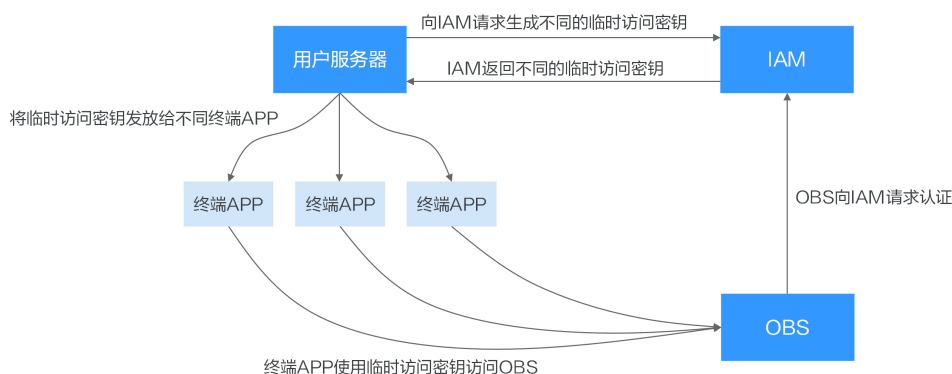 向IAM请求生成不同的临时访问密钥
用户服务器
IAM
IAM返回不同的临时访问密钥
将临时访问密钥发放给不同终端APP
终端APP
终端APP
终端APP
OBS向IAM请求认证
OBS
终端APP使用临时访问密钥访问OBS